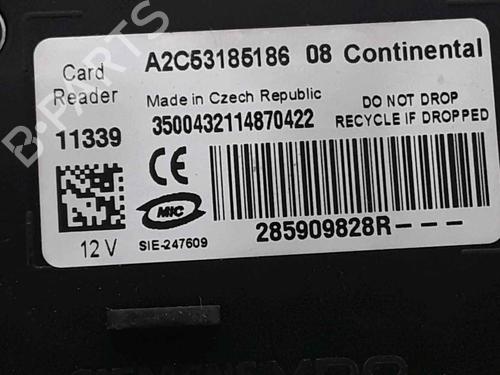 Card Reader
A2C53185186 08 Continental
Made in Czech Republic
11339
3500432114870422
DO NOT DROP
RECYCLE IF DROPPED
CE
MIC
12 V
SIE-247609
285909828R---
B-PARTS